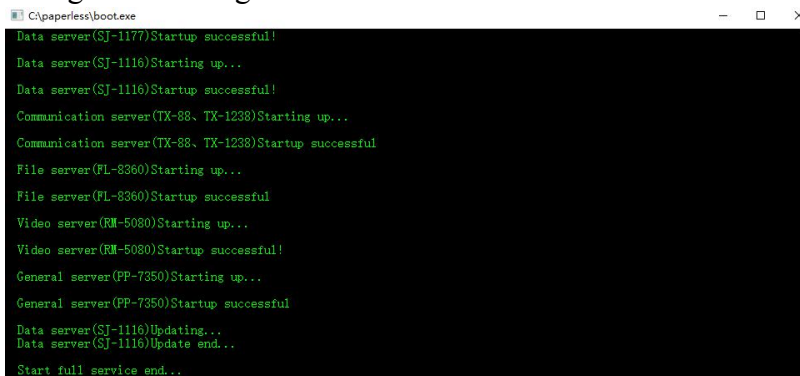 C:\paperless\boot.exe
Data server(SJ-1177)Startup successful!
Data server(SJ-1116)Starting up...
Data server(SJ-1116)Startup successful!
Communication server(TX-88、TX-1238)Starting up...
Communication server(TX-88、TX-1238)Startup successful
File server(FL-8360)Starting up...
File server(FL-8360)Startup successful
Video server(RM-5080)Starting up...
Video server(RM-5080)Startup successful!
General server(PP-7350)Starting up...
General server(PP-7350)Startup successful
Data server(SJ-1116)Updating...
Data server(SJ-1116)Update end...
Start full service end...